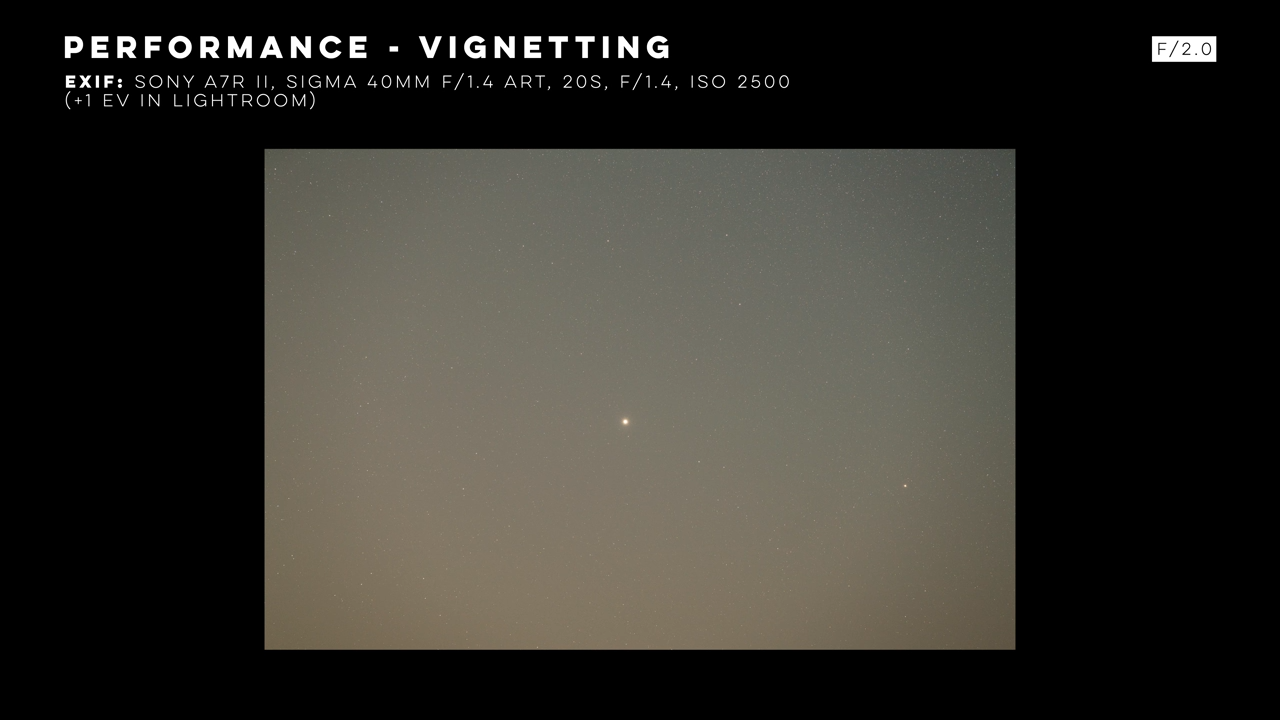 PERFORMANCE - VIGNETTING
F/2.0
EXIF: SONY A7R II, SIGMA 40MM F/1.4 ART, 20S, F/1.4, ISO 2500
(+1 EV IN LIGHTROOM)